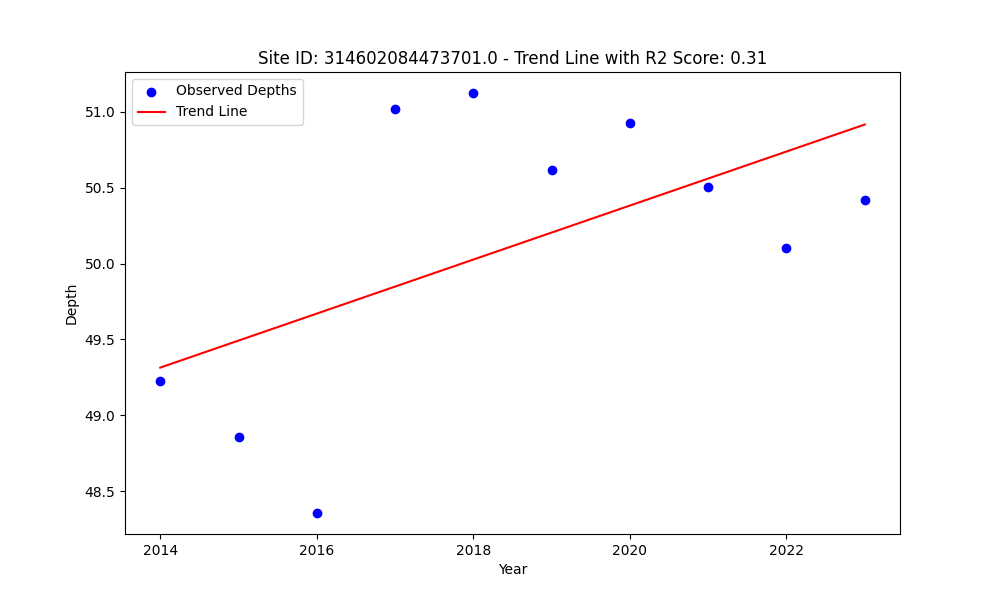 Site ID: 314602084473701.0 - Trend Line with R2 Score: 0.31
Observed Depths
Trend Line
51.0
50.5
50.0
49.5
49.0
48.5
Depth
2014
2016
2018
2020
2022
Year